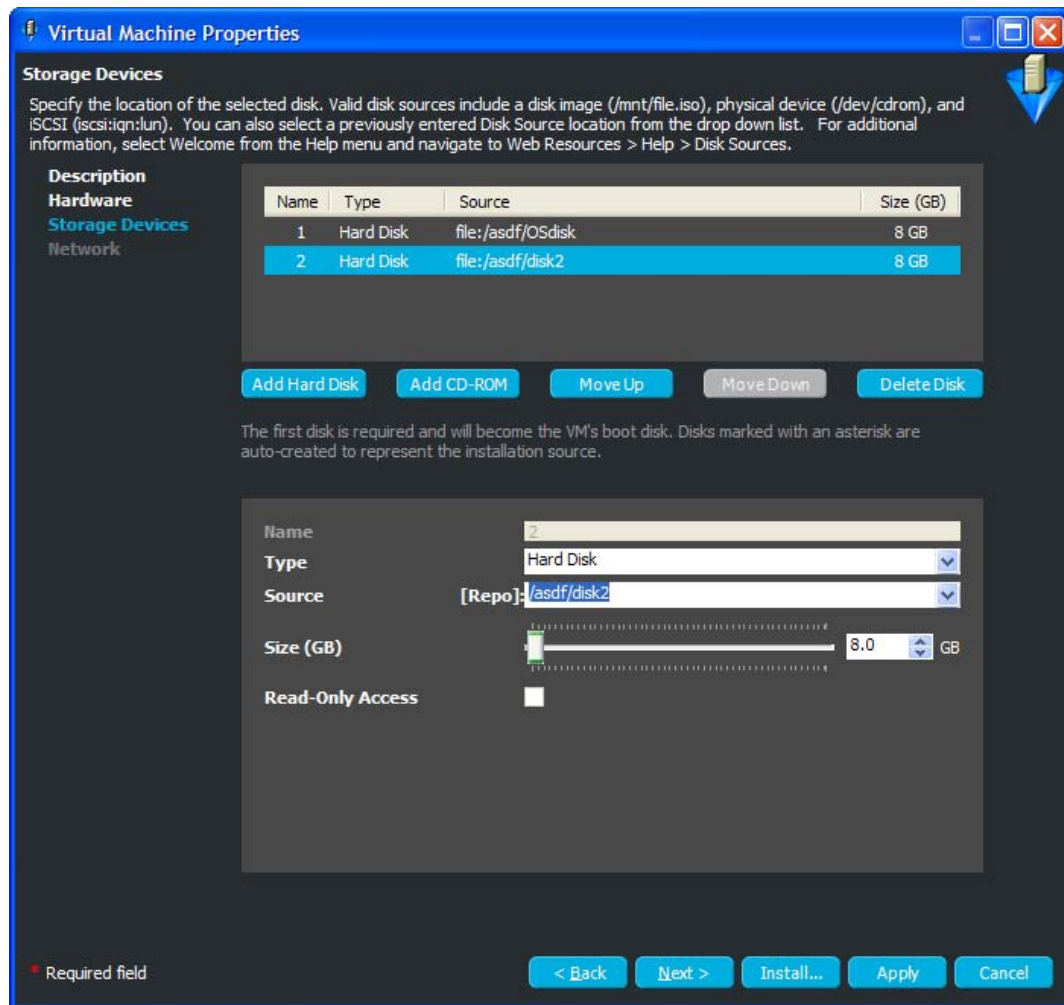 Virtual Machine Properties
Storage Devices
Specify the location of the selected disk. Valid disk sources include a disk image (/mnt/file.iso), physical device (/dev/cdrom), and
iSCSI (iscsi:iqn:lun). You can also select a previously entered Disk Source location from the drop down list. For additional
information, select Welcome from the Help menu and navigate to Web Resources > Help > Disk Sources.
Description
Hardware
Storage Devices
Network
Name Type Source Size (GB)
1 Hard Disk file:/asdf/OSdisk 8 GB
2 Hard Disk file:/asdf/disk2 8 GB
Add Hard Disk Add CD-ROM Move Up Move Down Delete Disk
The first disk is required and will become the VM's boot disk. Disks marked with an asterisk are
auto-created to represent the installation source.
Name 2
Type Hard Disk
Source [Repo]: /asdf/disk2
Size (GB) 8.0 GB
Read-Only Access
* Required field < Back Next > Install... Apply Cancel